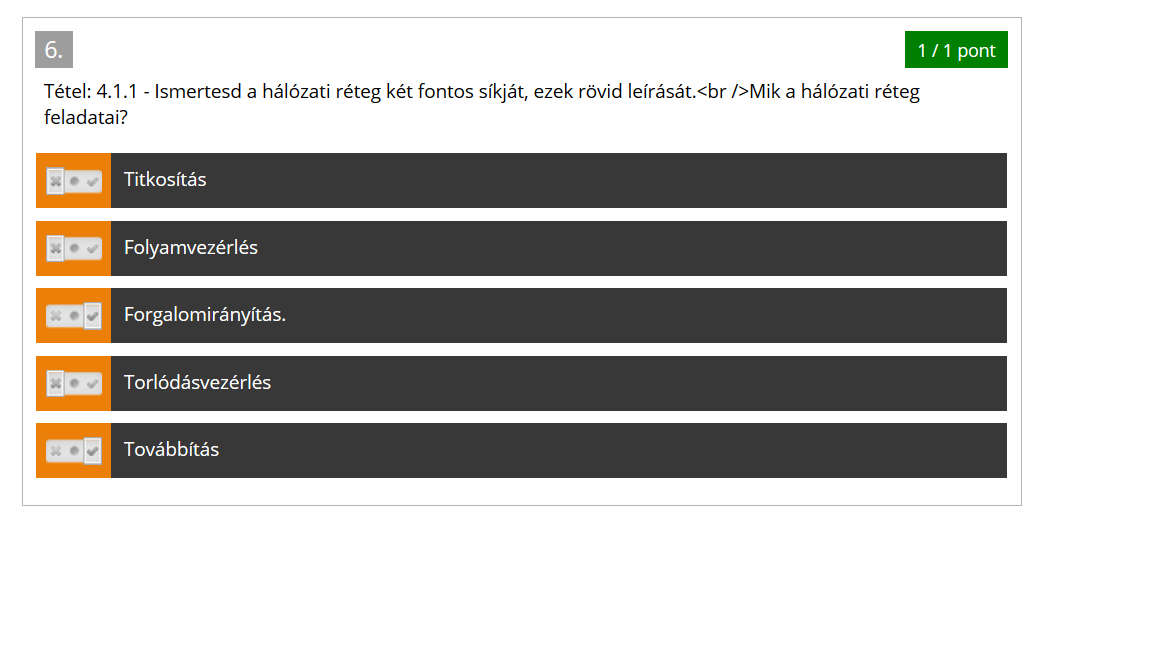 6.
1 / 1 pont
Tétel: 4.1.1 - Ismertesd a hálózati réteg két fontos síkját, ezek rövid leírását.<br />Mik a hálózati réteg
feladatai?
Titkosítás
Folyamvezérlés
Forgalomirányítás.
Torlódásvezérlés
Továbbítás